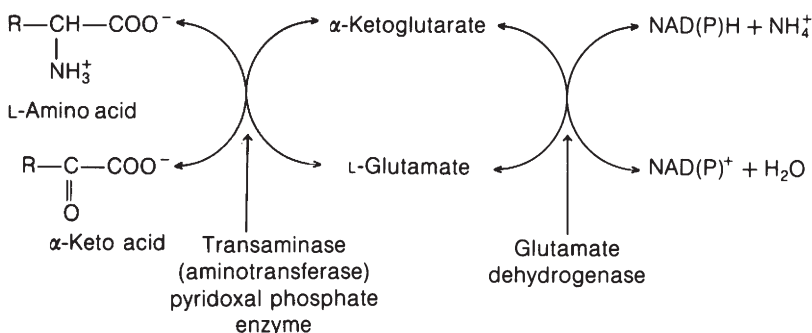 R—CH—COO⁻
NH₃⁺
L-Amino acid
R—C—COO⁻
O
α-Keto acid
Transaminase
(aminotransferase)
pyridoxal phosphate
enzyme
α-Ketoglutarate
L-Glutamate
Glutamate
dehydrogenase
NAD(P)H + NH₄⁺
NAD(P)⁺ + H₂O